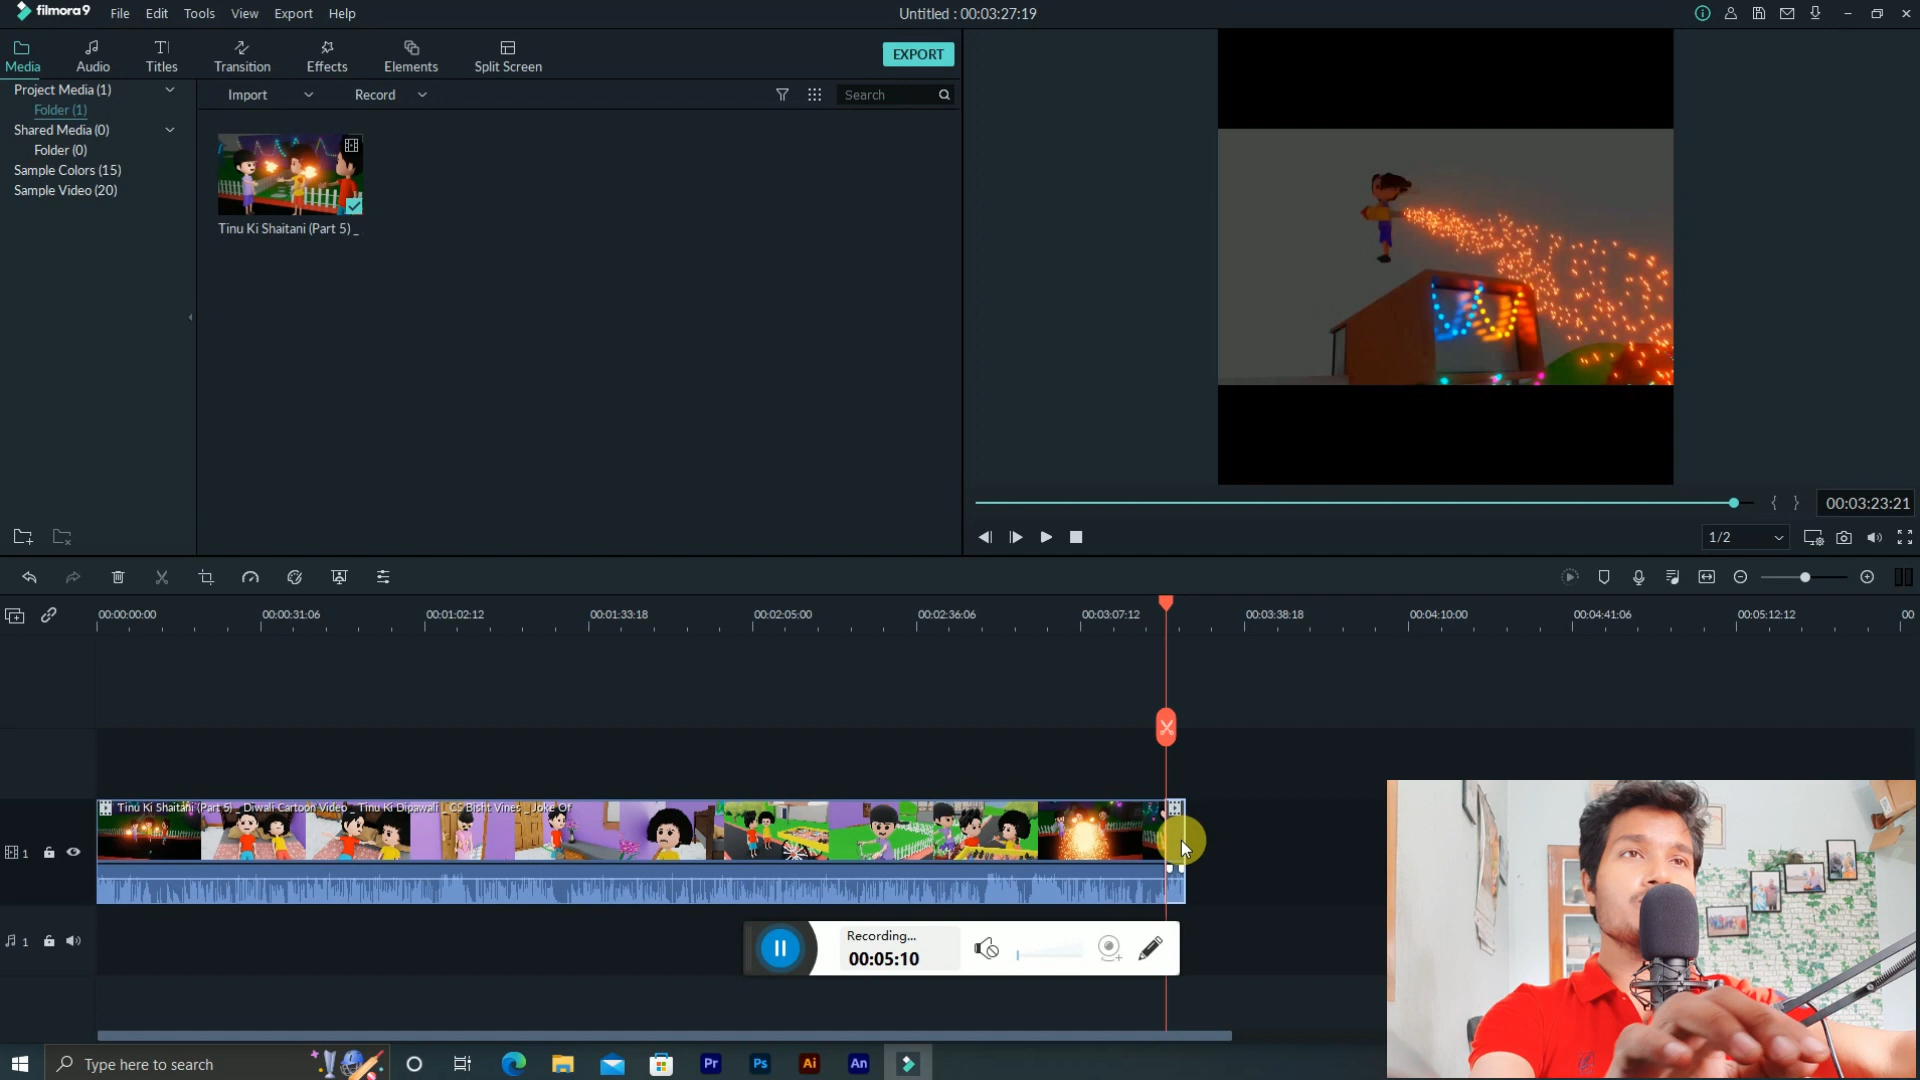 filmora9 File Edit Tools View Export Help Untitled : 00:03:27:19
Media Audio Titles Transition Effects Elements Split Screen EXPORT
Project Media (1) Import Record Search
Folder (1)
Shared Media (0)
Folder (0)
Sample Colors (15)
Sample Video (20)
Tinu Ki Shaitani (Part 5) _
00:03:23:21
1/2
00:00:00:00 00:00:31:06 00:01:02:12 00:01:33:18 00:02:05:00 00:02:36:06 00:03:07:12 00:03:38:18 00:04:10:00 00:04:41:06 00:05:12:12 00
Tinu Ki Shaitani (Part 5) _ Diwali Cartoon Video _ Tinu Ki Dipawali _ CS Bisht Vines _ Joke Of
1
1
Recording...
00:05:10
Type here to search Pr Ps Ai An